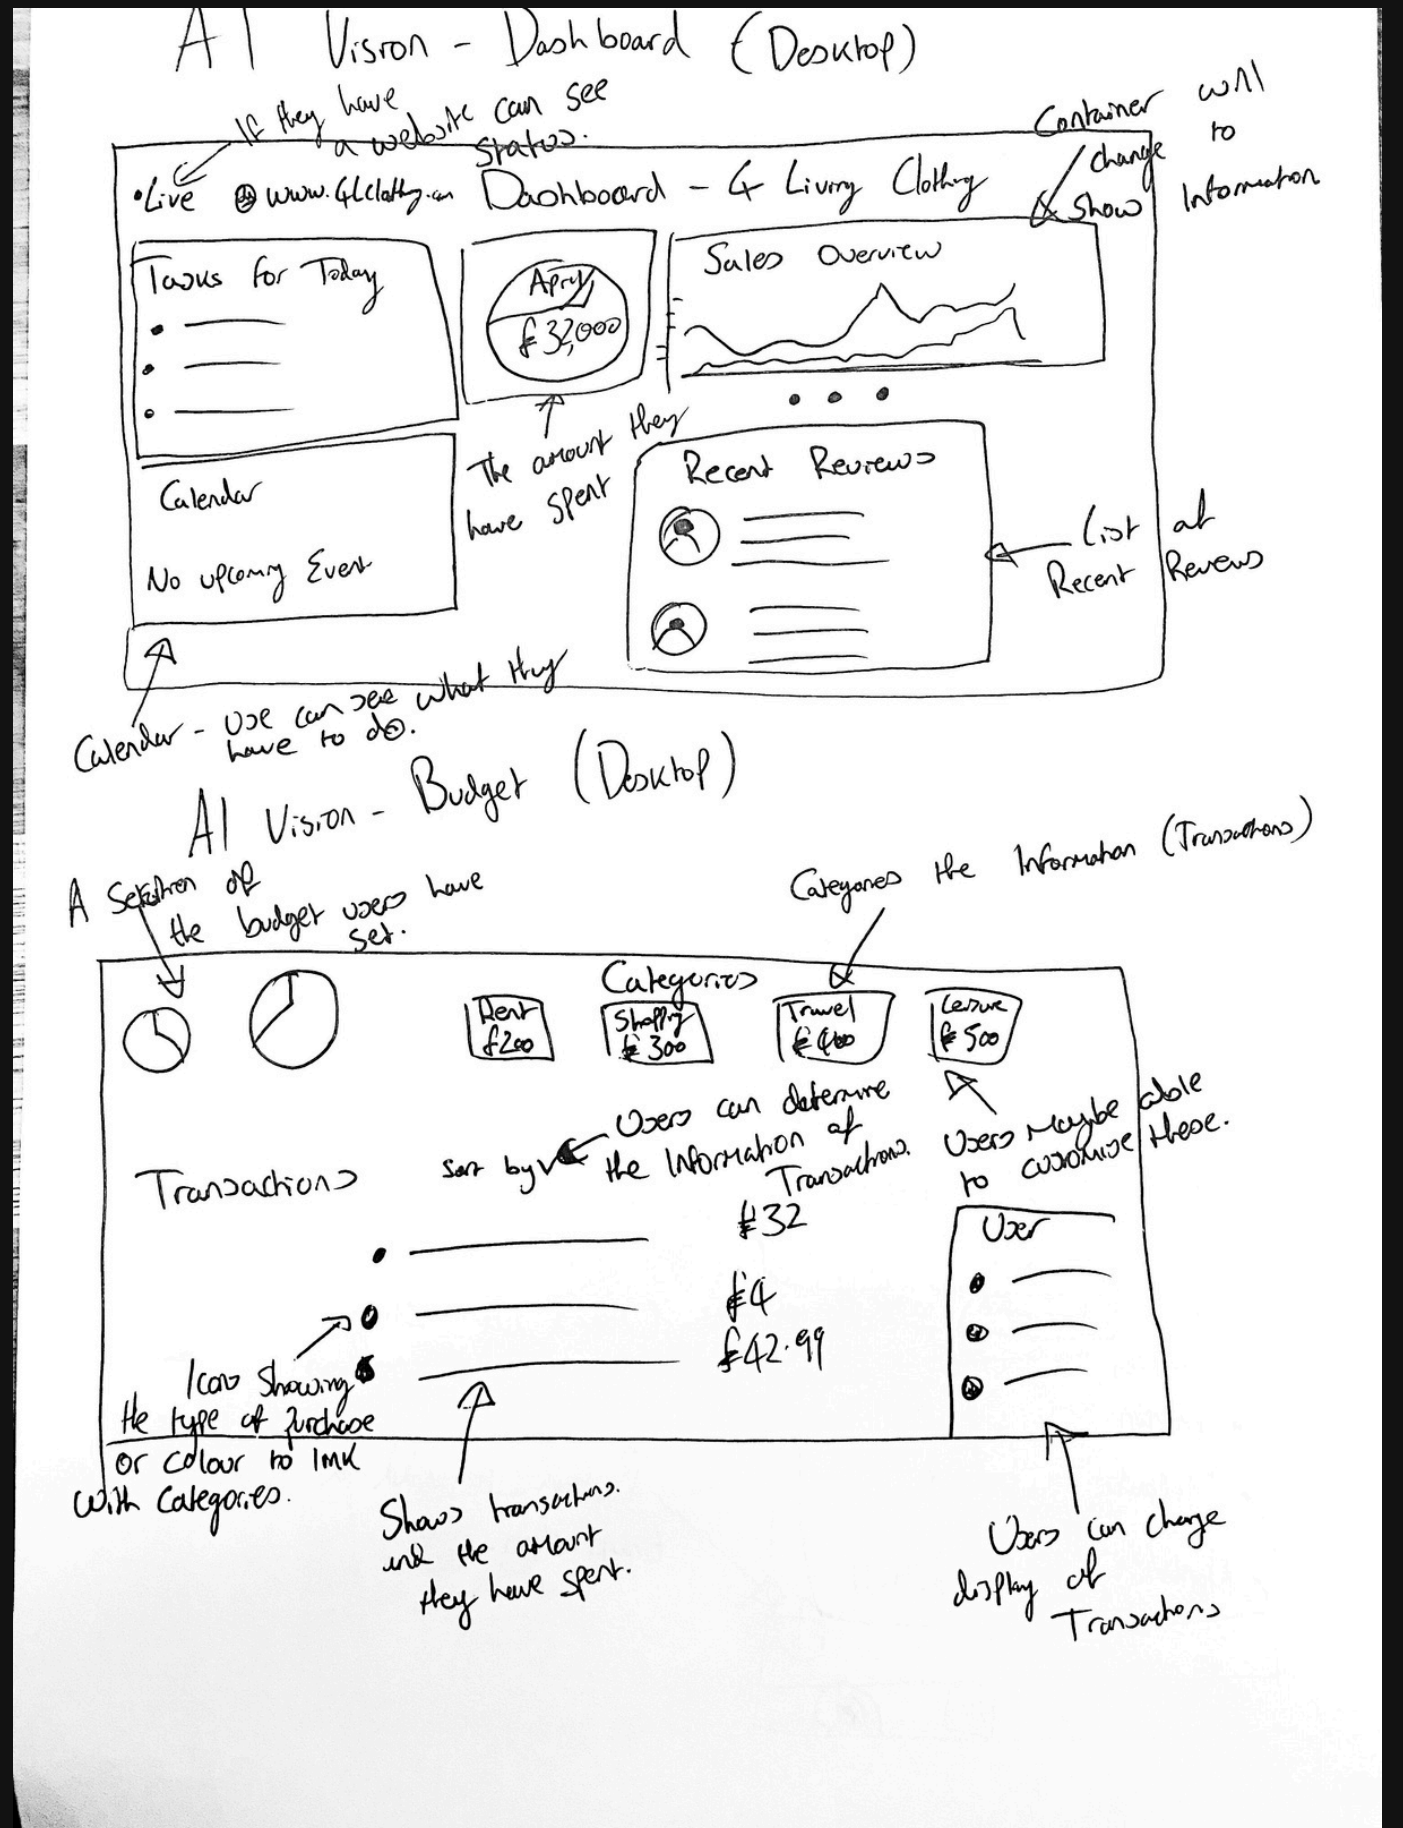 AI Vision - Dashboard (Desktop)
If they have
a website can see
status.
Container will
change to
show Information
•Live www.4LClothing.com Dashboard - 4 Living Clothing
Tasks for Today
April
£32,000
Sales Overview
The amount they
have spent
Calendar
No upcoming Event
Recent Reviews
List of
Recent Reviews
Calendar - Use can see what they
have to do.
AI Vision - Budget (Desktop)
A of
the budget users have
set.
Categories the Information (Transactions)
Categories
Rent
£200
Shopping
£300
Travel
£400
Leisure
£500
Users can determine
the Information of
Transactions.
Users Maybe able
to customise these.
Transactions
Sort by
£32
£4
£42.99
User
Icons Showing
the type of purchase
or colour to link
with Categories.
Shows transactions.
and the amount
they have spent.
Users can change
display of
Transactions